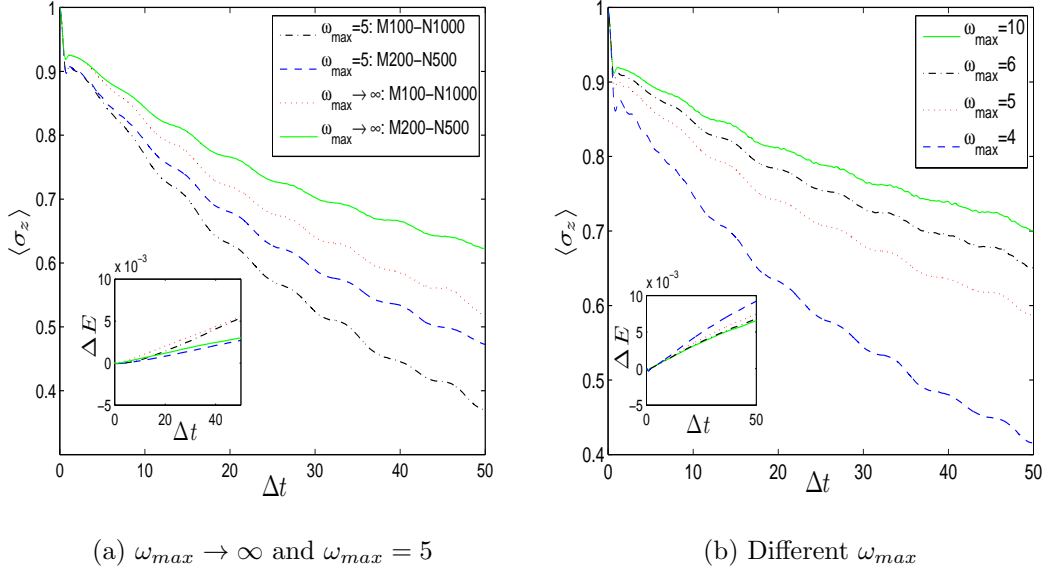 1
0.9
0.8
0.7
0.6
0.5
0.4
⟨σz⟩
0 10 20 30 40 50
Δt
ωmax=5: M100−N1000
ωmax=5: M200−N500
ωmax→∞: M100−N1000
ωmax→∞: M200−N500
x 10−3
10
5
0
−5
ΔE
0 20 40
Δt
(a) ωmax → ∞ and ωmax = 5
1
0.9
0.8
0.7
0.6
0.5
0.4
⟨σz⟩
0 10 20 30 40 50
Δt
ωmax=10
ωmax=6
ωmax=5
ωmax=4
x 10−3
10
5
0
−5
ΔE
0 50
Δt
(b) Different ωmax